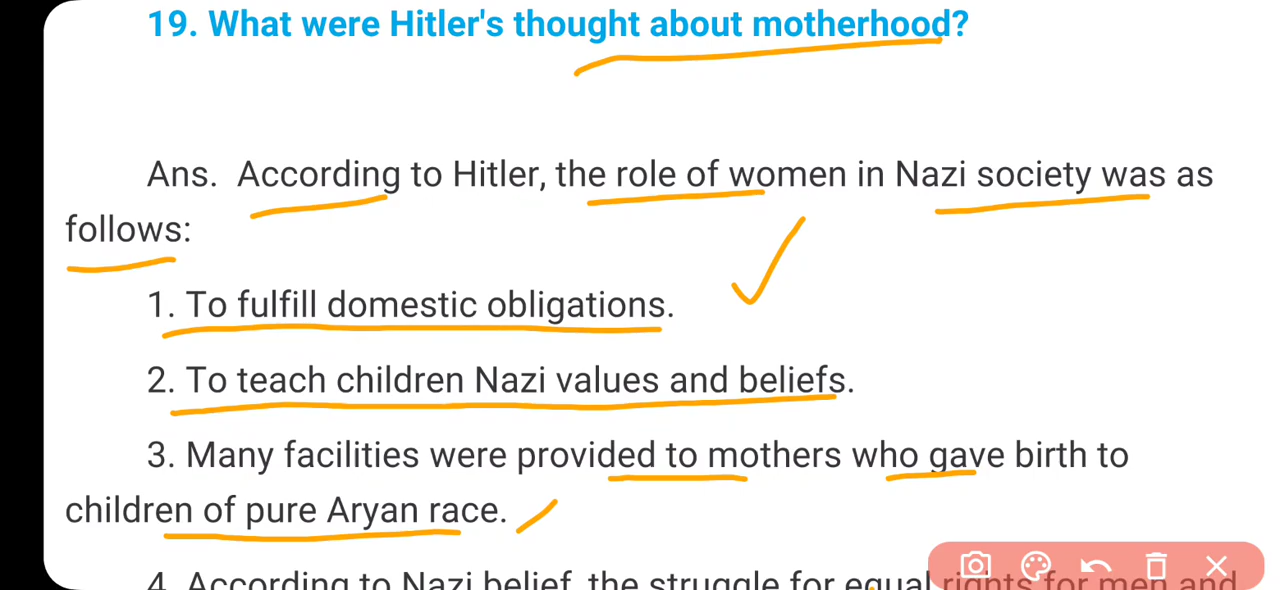 19. What were Hitler's thought about motherhood?
Ans. According to Hitler, the role of women in Nazi society was as
follows:
1. To fulfill domestic obligations.
2. To teach children Nazi values and beliefs.
3. Many facilities were provided to mothers who gave birth to
children of pure Aryan race.
4. According to Nazi belief, the struggle for equal rights for men and